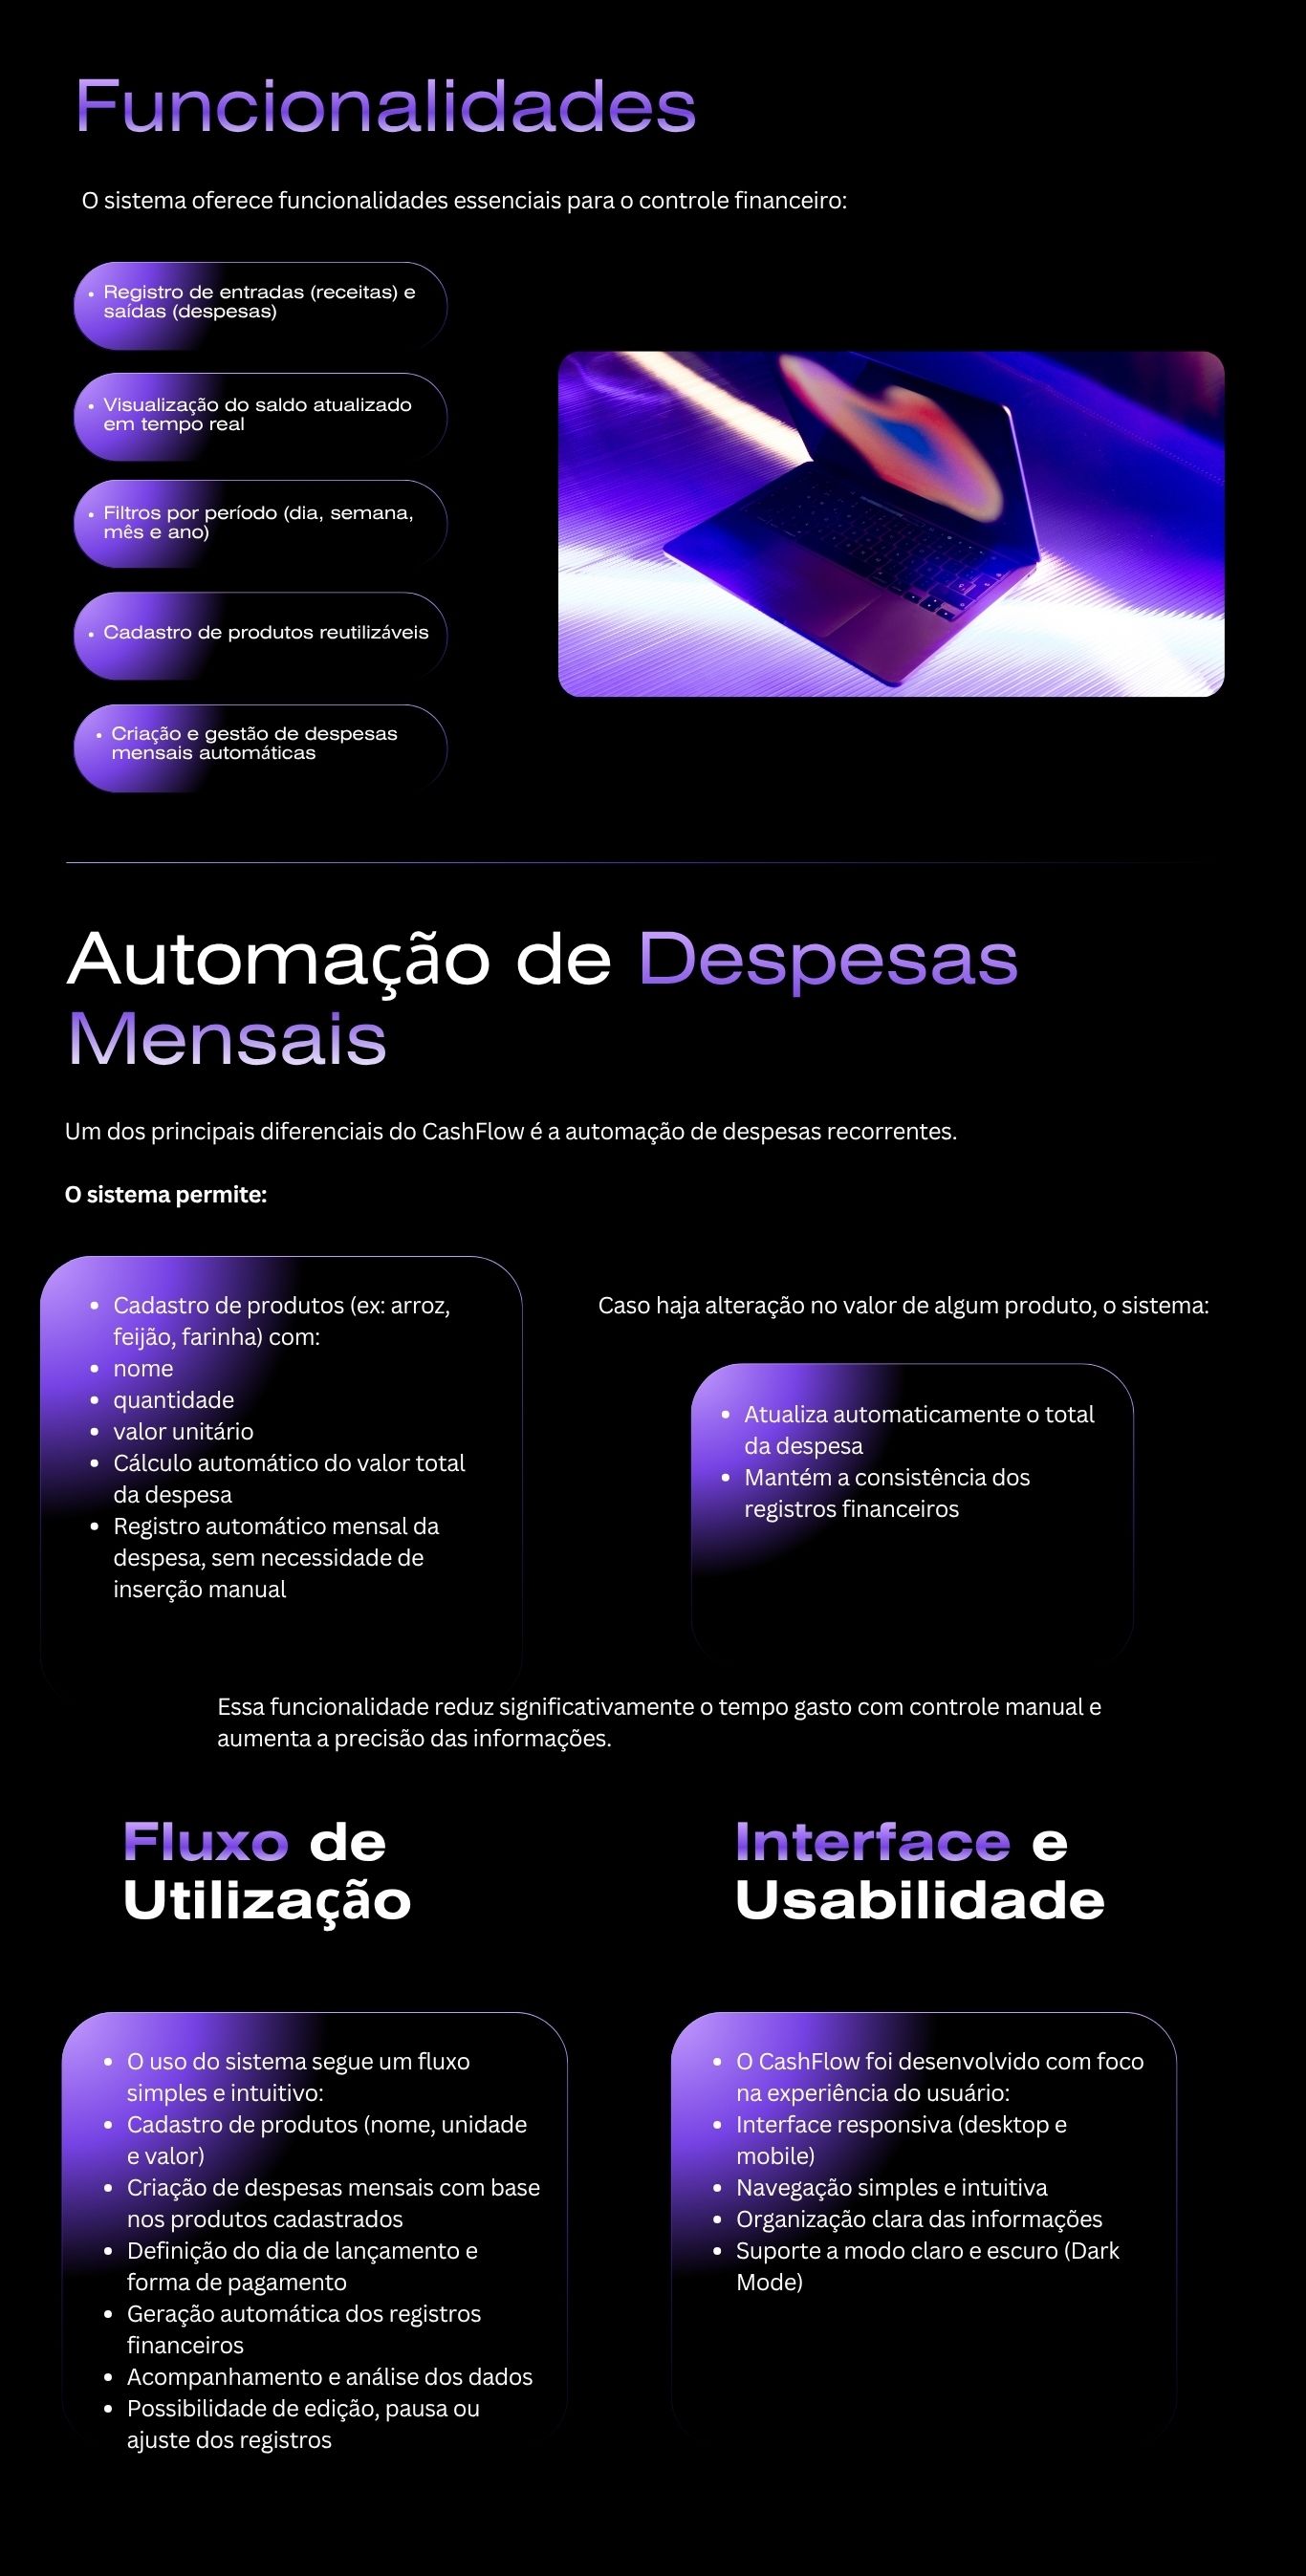 Funcionalidades
O sistema oferece funcionalidades essenciais para o controle financeiro:
• Registro de entradas (receitas) e
saídas (despesas)
• Visualização do saldo atualizado
em tempo real
• Filtros por período (dia, semana,
mês e ano)
• Cadastro de produtos reutilizáveis
• Criação e gestão de despesas
mensais automáticas
Automação de Despesas
Mensais
Um dos principais diferenciais do CashFlow é a automação de despesas recorrentes.
O sistema permite:
• Cadastro de produtos (ex: arroz,
feijão, farinha) com:
• nome
• quantidade
• valor unitário
• Cálculo automático do valor total
da despesa
• Registro automático mensal da
despesa, sem necessidade de
inserção manual
Caso haja alteração no valor de algum produto, o sistema:
• Atualiza automaticamente o total
da despesa
• Mantém a consistência dos
registros financeiros
Essa funcionalidade reduz significativamente o tempo gasto com controle manual e
aumenta a precisão das informações.
Fluxo de
Utilização
• O uso do sistema segue um fluxo
simples e intuitivo:
• Cadastro de produtos (nome, unidade
e valor)
• Criação de despesas mensais com base
nos produtos cadastrados
• Definição do dia de lançamento e
forma de pagamento
• Geração automática dos registros
financeiros
• Acompanhamento e análise dos dados
• Possibilidade de edição, pausa ou
ajuste dos registros
Interface e
Usabilidade
• O CashFlow foi desenvolvido com foco
na experiência do usuário:
• Interface responsiva (desktop e
mobile)
• Navegação simples e intuitiva
• Organização clara das informações
• Suporte a modo claro e escuro (Dark
Mode)